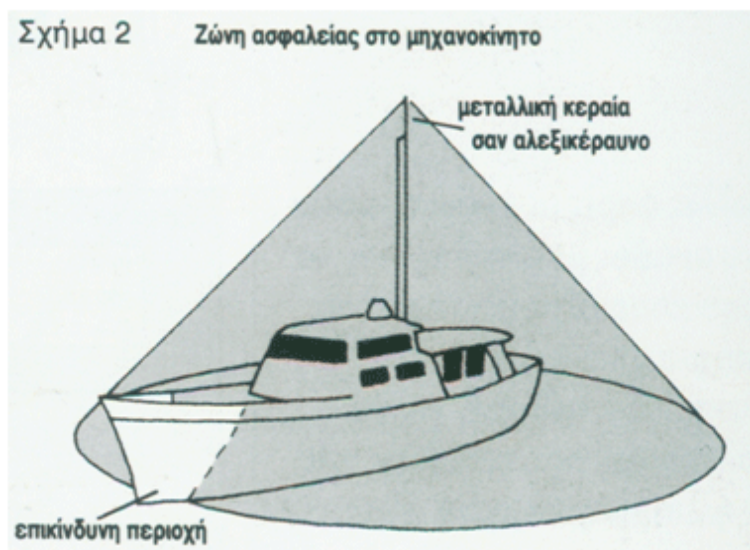 Σχήμα 2 Ζώνη ασφαλείας στο μηχανοκίνητο
μεταλλική κεραία
σαν αλεξικέραυνο
επικίνδυνη περιοχή